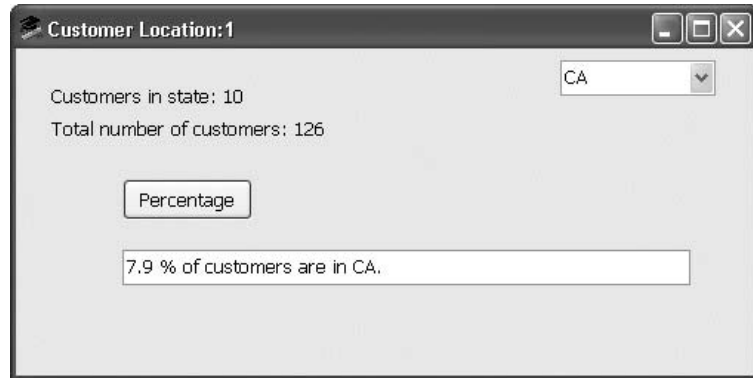 Customer Location:1
CA
Customers in state: 10
Total number of customers: 126
Percentage
7.9 % of customers are in CA.